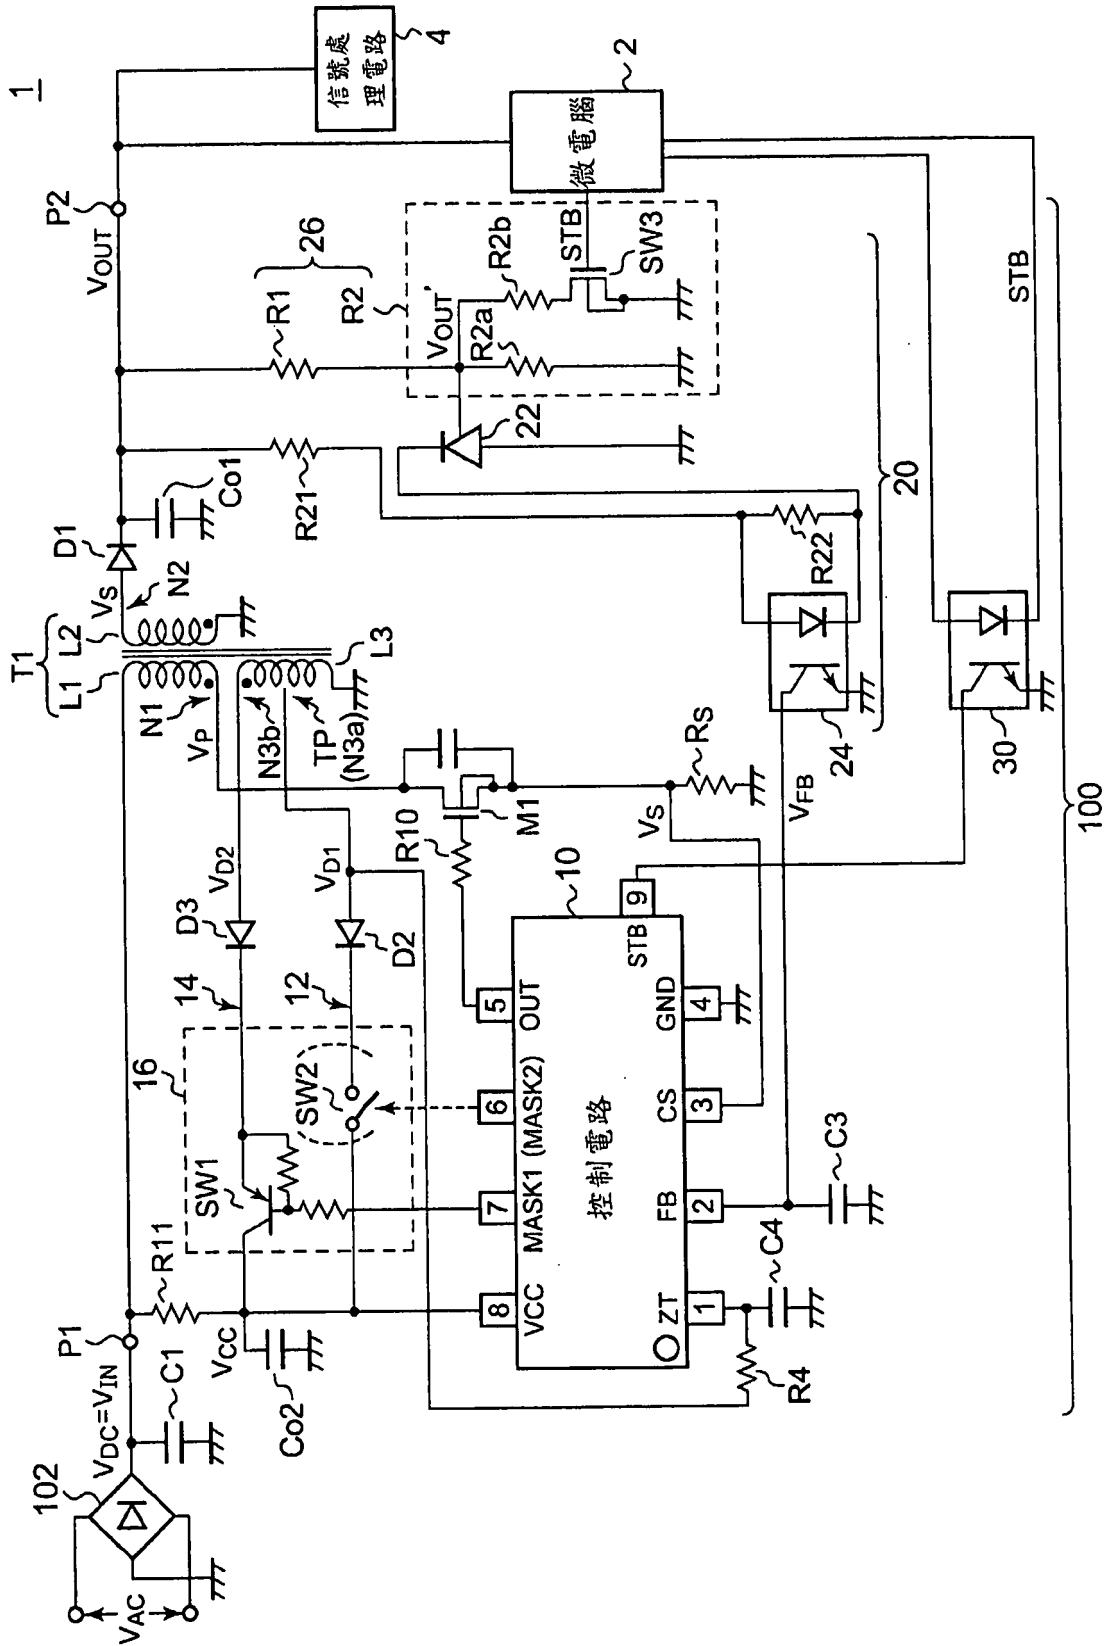 1
信號處
理電路
4
P2
VOUT
微電腦
2
26
R1
R2
VOUT'
R2b
STB
SW3
R2a
22
R21
Co1
D1
VS
N2
T1
L1
L2
L3
N1
VP
N3b
TP
(N3a)
R22
20
STB
24
30
VFB
100
M1
R10
VS
RS
VD2
VD1
D3
D2
14
12
16
SW1
SW2
10
控制電路
5
OUT
6
(MASK2)
7
MASK1
8
VCC
9
STB
4
GND
3
CS
2
FB
1
ZT
C3
C4
R4
R11
VCC
Co2
P1
VDC=VIN
C1
102
VAC